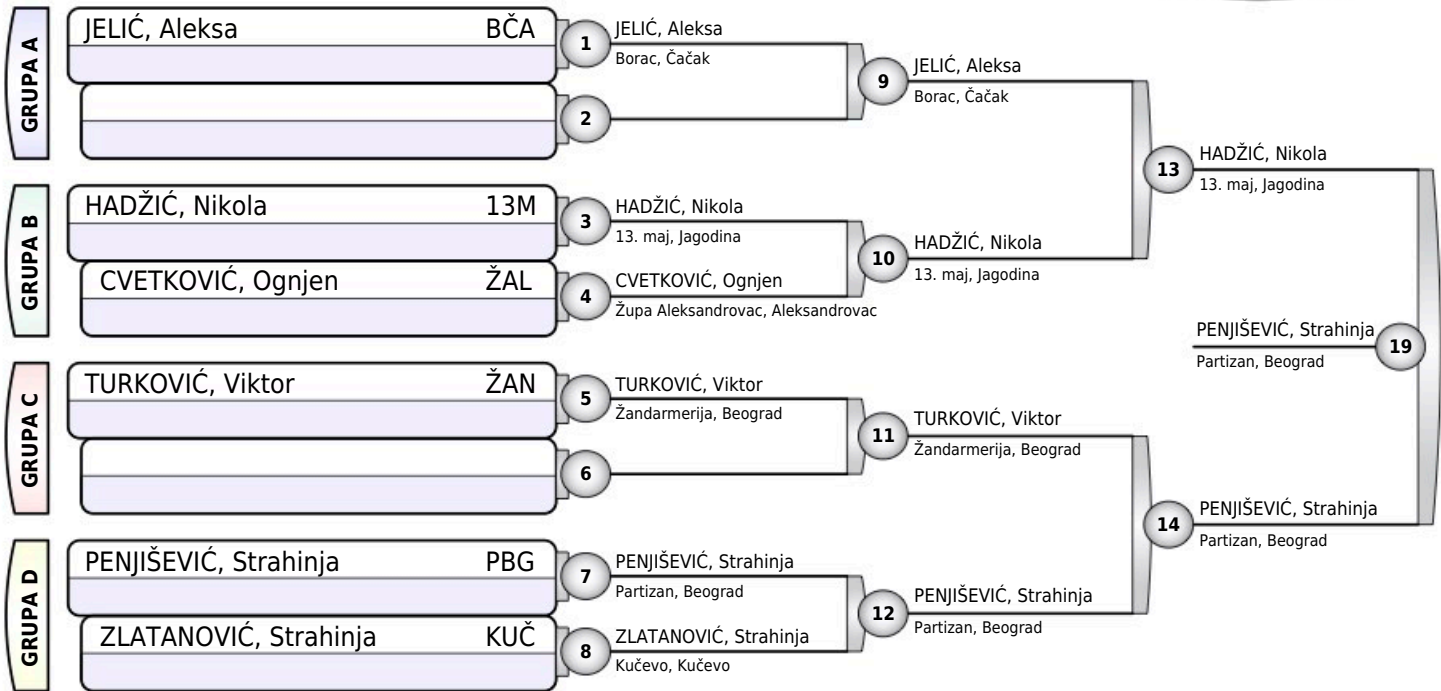 GRUPA A
JELIĆ, Aleksa BČA
1
JELIĆ, Aleksa
Borac, Čačak
2
9
JELIĆ, Aleksa
Borac, Čačak
GRUPA B
HADŽIĆ, Nikola 13M
3
HADŽIĆ, Nikola
13. maj, Jagodina
CVETKOVIĆ, Ognjen ŽAL
4
CVETKOVIĆ, Ognjen
Župa Aleksandrovac, Aleksandrovac
10
HADŽIĆ, Nikola
13. maj, Jagodina
13
HADŽIĆ, Nikola
13. maj, Jagodina
GRUPA C
TURKOVIĆ, Viktor ŽAN
5
TURKOVIĆ, Viktor
Žandarmerija, Beograd
6
11
TURKOVIĆ, Viktor
Žandarmerija, Beograd
GRUPA D
PENJIŠEVIĆ, Strahinja PBG
7
PENJIŠEVIĆ, Strahinja
Partizan, Beograd
ZLATANOVIĆ, Strahinja KUČ
8
ZLATANOVIĆ, Strahinja
Kučevo, Kučevo
12
PENJIŠEVIĆ, Strahinja
Partizan, Beograd
14
PENJIŠEVIĆ, Strahinja
Partizan, Beograd
PENJIŠEVIĆ, Strahinja
Partizan, Beograd
19